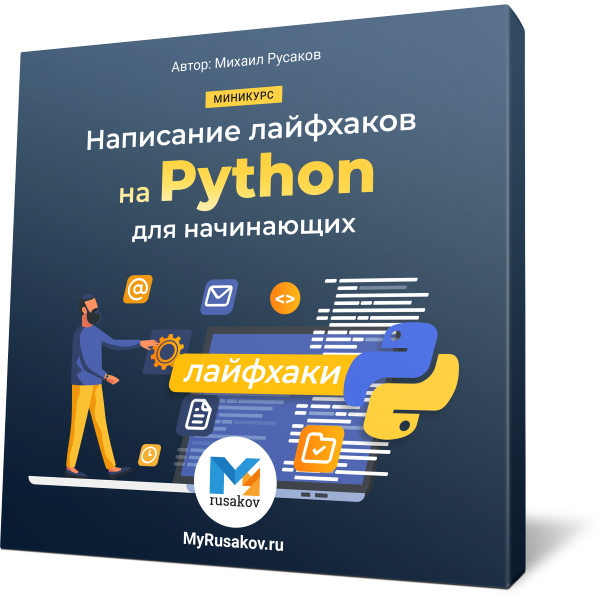 Автор: Михаил Русаков
МИНИКУРС
Написание лайфхаков
на Python
для начинающих
@
<>
лайфхаки
rusakov
MyRusakov.ru